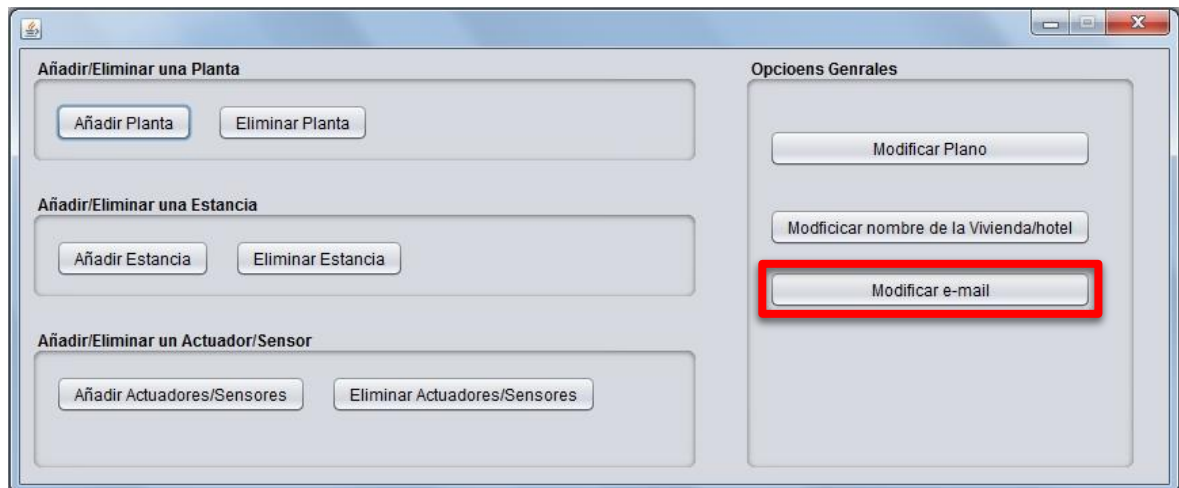 Añadir/Eliminar una Planta
Añadir Planta
Eliminar Planta
Añadir/Eliminar una Estancia
Añadir Estancia
Eliminar Estancia
Añadir/Eliminar un Actuador/Sensor
Añadir Actuadores/Sensores
Eliminar Actuadores/Sensores
Opcioens Genrales
Modificar Plano
Modficicar nombre de la Vivienda/hotel
Modificar e-mail